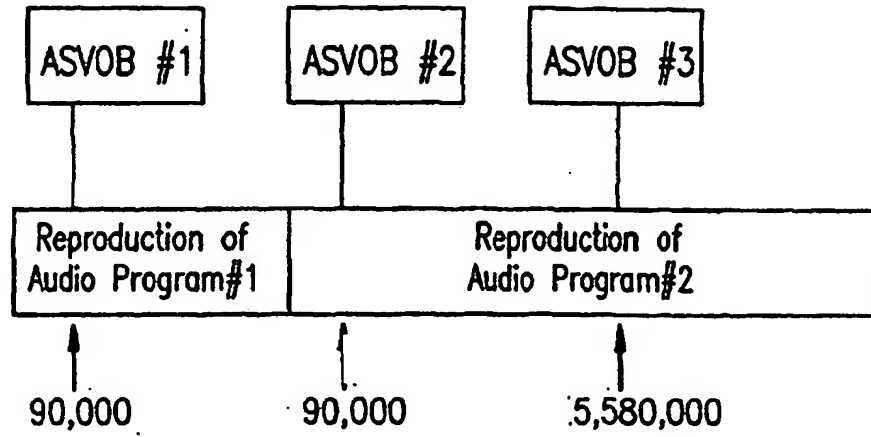 ASVOB #1
ASVOB #2
ASVOB #3
Reproduction of
Audio Program#1
Reproduction of
Audio Program#2
90,000
90,000
5,580,000